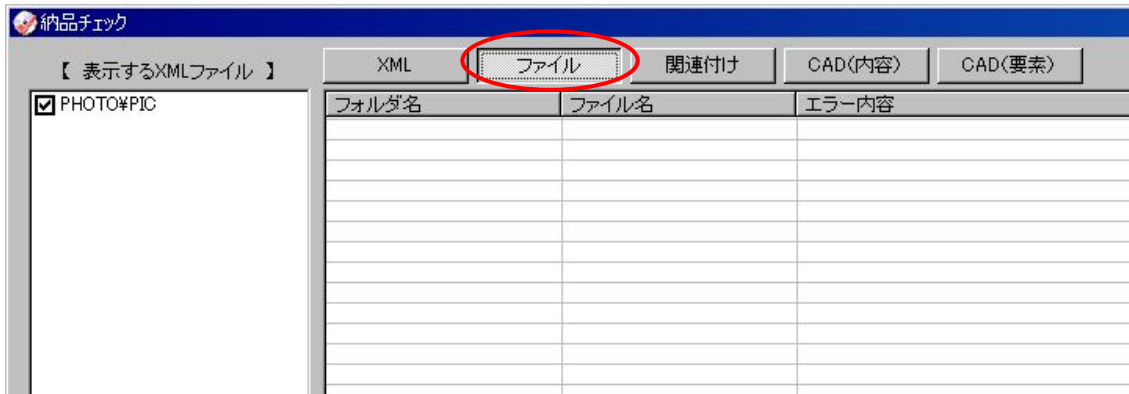 納品チェック
【 表示するXMLファイル 】
XML ファイル 関連付け CAD(内容) CAD(要素)
PHOTO¥PIC
フォルダ名 ファイル名 エラー内容